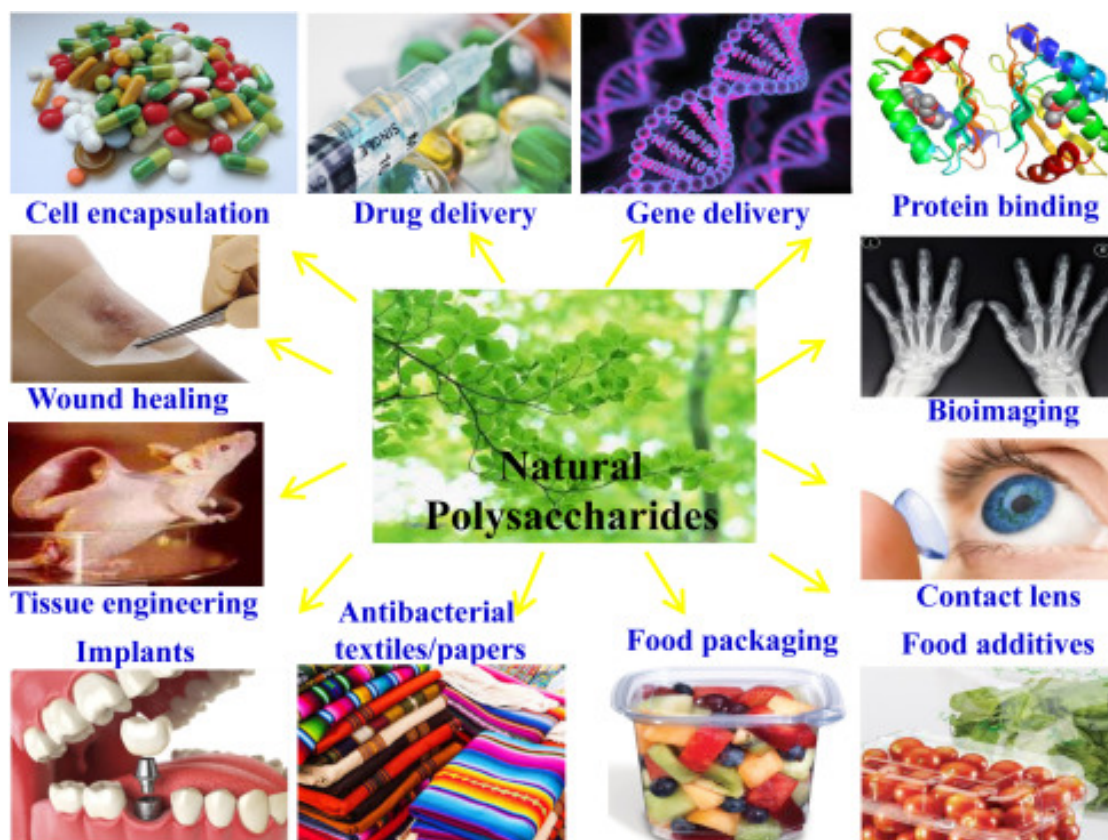 Cell encapsulation
Drug delivery
Gene delivery
Protein binding
Wound healing
Bioimaging
Natural
Polysaccharides
Tissue engineering
Contact lens
Implants
Antibacterial
textiles/papers
Food packaging
Food additives